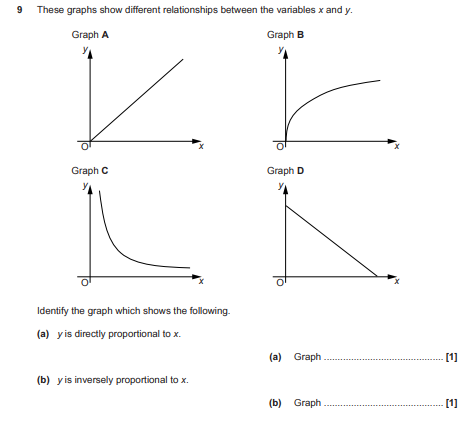 9 These graphs show different relationships between the variables x and y.
Graph A Graph B
y y
O x O x
Graph C Graph D
y y
O x O x
Identify the graph which shows the following.
(a) y is directly proportional to x.
(a) Graph ................................................ [1]
(b) y is inversely proportional to x.
(b) Graph ................................................ [1]